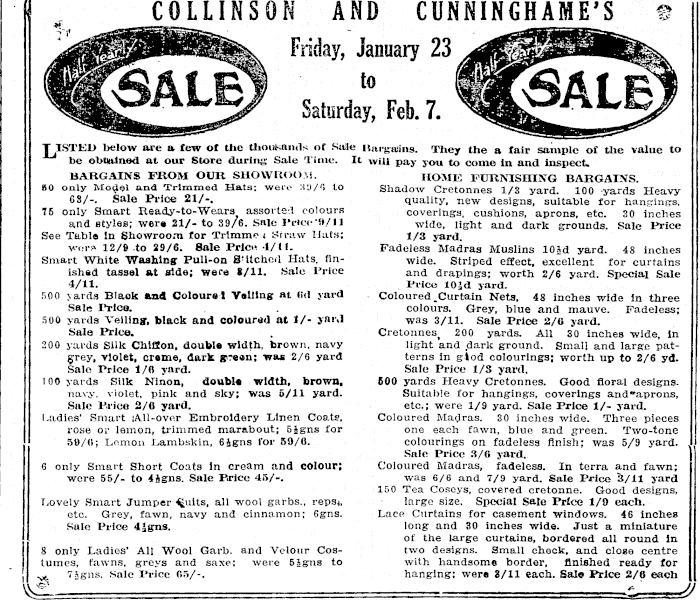 COLLINSON AND CUNNINGHAME'S
Half Yearly
SALE
Friday, January 23
to
Saturday, Feb. 7.
Half Yearly
SALE
LISTED below are a few of the thousands of Sale Bargains. They the a fair sample of the value to
be obtained at our Store during Sale Time. It will pay you to come in and inspect.
BARGAINS FROM OUR SHOWROOM.
60 only Model and Trimmed Hats; were 39/6 to
63/-. Sale Price 21/-.
75 only Smart Ready-to-Wears, assorted colours
and styles; were 21/- to 39/6. Sale Price 9/11
See Table in Showroom for Trimmed Straw Hats;
were 12/9 to 29/6. Sale Price 4/11.
Smart White Washing Pull-on Stitched Hats, fin-
ished tassel at side; were 8/11. Sale Price
4/11.
500 yards Black and Coloured Veiling at 6d yard
Sale Price.
500 yards Veiling, black and coloured at 1/- yard
Sale Price.
200 yards Silk Chiffon, double width, brown, navy
grey, violet, creme, dark green; was 2/6 yard
Sale Price 1/6 yard.
100 yards Silk Ninon, double width, brown,
navy, violet, pink and sky; was 5/11 yard.
Sale Price 2/6 yard.
Ladies' Smart All-over Embroidery Linen Coats,
rose or lemon, trimmed marabout; 5½gns for
59/6; Lemon Lambskin, 6½gns for 59/6.
6 only Smart Short Coats in cream and colour;
were 55/- to 4½gns. Sale Price 45/-.
Lovely Smart Jumper Suits, all wool garbs., reps,
etc. Grey, fawn, navy and cinnamon; 6gns.
Sale Price 4½gns.
8 only Ladies' All Wool Garb. and Velour Cos-
tumes, fawns, greys and saxe; were 5½gns to
7½gns. Sale Price 65/-.
HOME FURNISHING BARGAINS.
Shadow Cretonnes 1/3 yard. 100 yards Heavy
quality, new designs, suitable for hangings,
coverings, cushions, aprons, etc. 30 inches
wide, light and dark grounds. Sale Price
1/3 yard.
Fadeless Madras Muslins 10½d yard. 48 inches
wide. Striped effect, excellent for curtains
and drapings; worth 2/6 yard. Special Sale
Price 10½d yard.
Coloured Curtain Nets, 48 inches wide in three
colours. Grey, blue and mauve. Fadeless;
was 3/11. Sale Price 2/6 yard.
Cretonnes, 200 yards. All 30 inches wide, in
light and dark ground. Small and large pat-
terns in good colourings; worth up to 2/6 yd.
Sale Price 1/3 yard.
500 yards Heavy Cretonnes. Good floral designs.
Suitable for hangings, coverings and aprons,
etc.; were 1/9 yard. Sale Price 1/- yard.
Coloured Madras. 30 inches wide. Three pieces
one each fawn, blue and green. Two-tone
colourings on fadeless finish; was 5/9 yard.
Sale Price 3/6 yard.
Coloured Madras, fadeless. In terra and fawn;
was 6/6 and 7/9 yard. Sale Price 3/11 yard
150 Tea Coseys, covered cretonne. Good designs,
large size. Special Sale Price 1/9 each.
Lace Curtains for casement windows. 46 inches
long and 30 inches wide. Just a miniature
of the large curtains, bordered all round in
two designs. Small check, and close centre
with handsome border, finished ready for
hanging; were 3/11 each. Sale Price 2/6 each